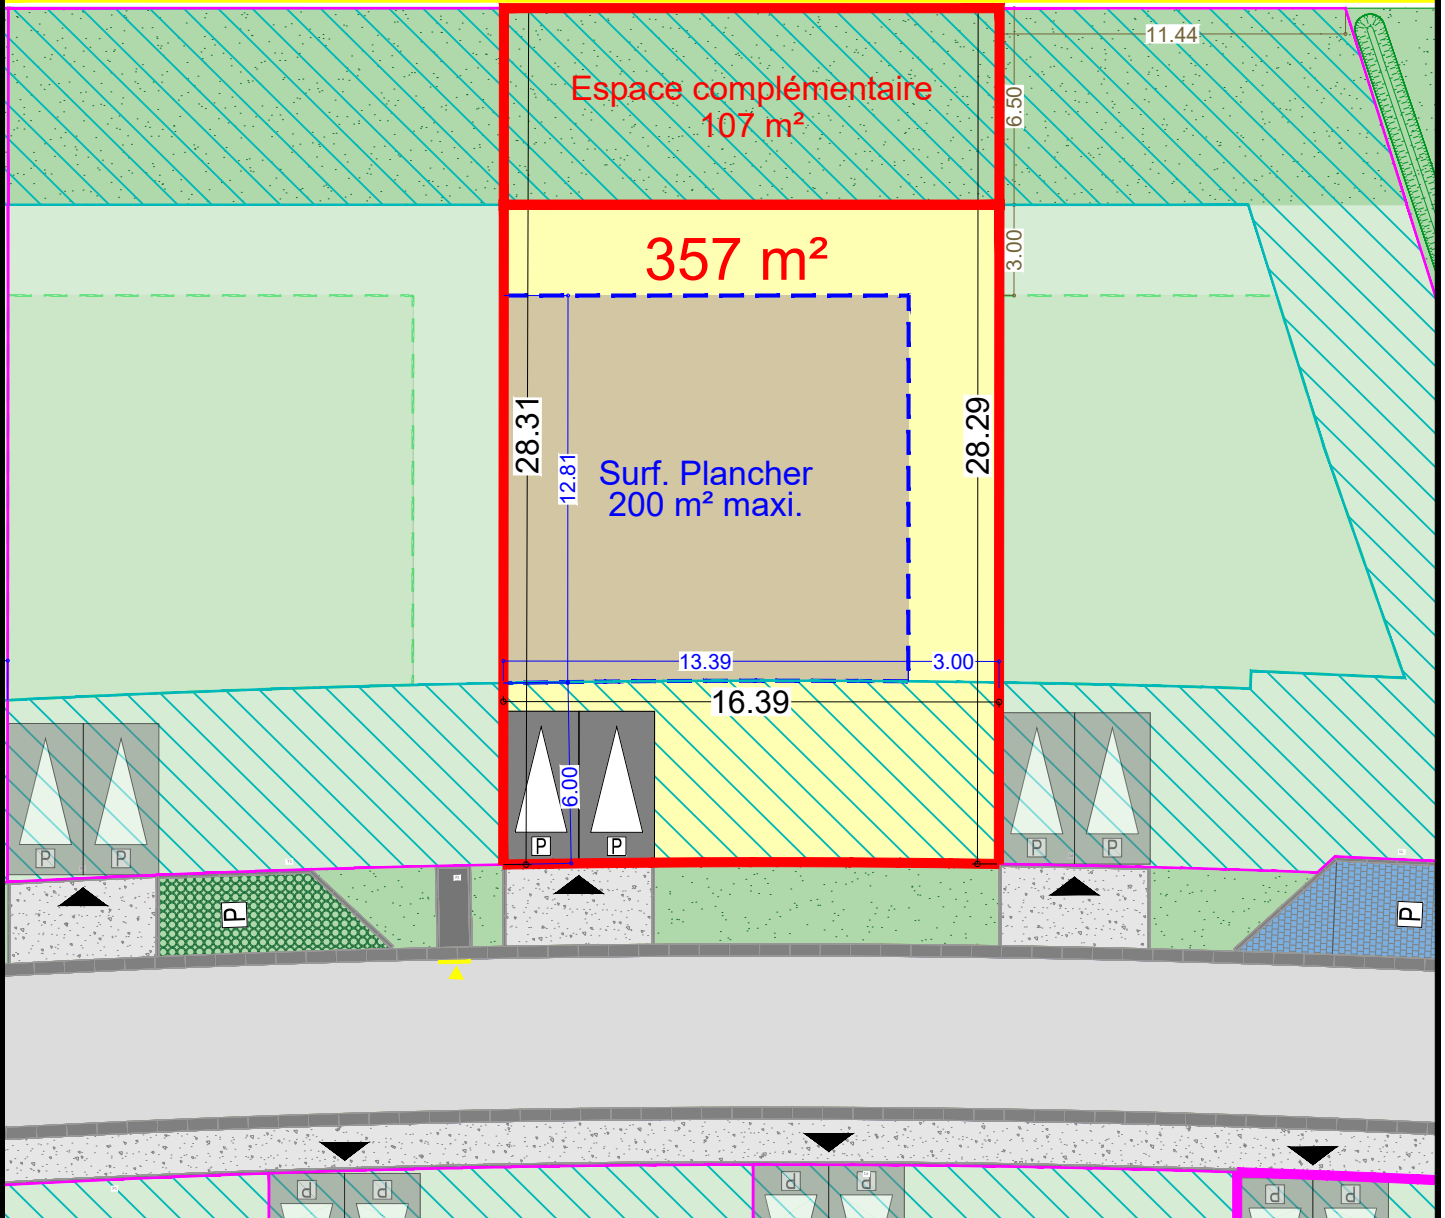 11.44
Espace complémentaire
107 m²
6.50
357 m²
3.00
28.31
28.29
12.81
Surf. Plancher
200 m² maxi.
13.39
3.00
16.39
6.00
P
P
P
P
P
P
P
P
P
P
P
P
P
P